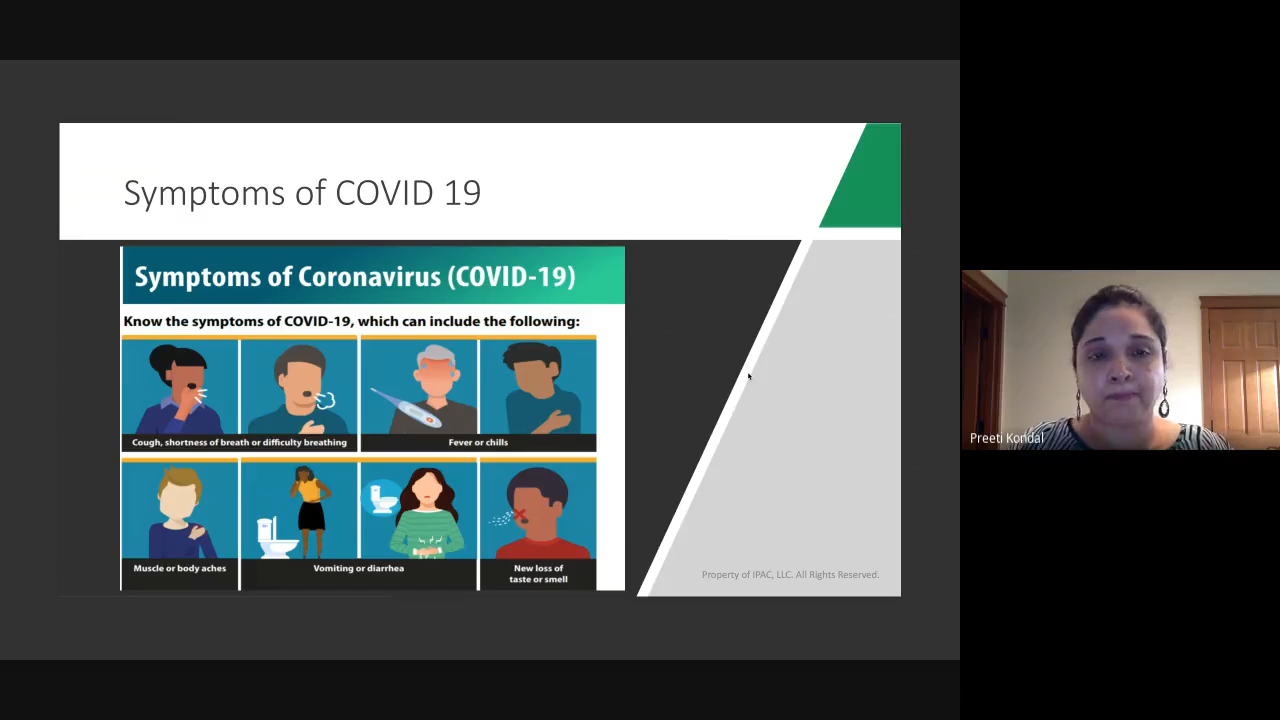 Symptoms of COVID 19
Symptoms of Coronavirus (COVID-19)
Know the symptoms of COVID-19, which can include the following:
Cough, shortness of breath or difficulty breathing
Fever or chills
Muscle or body aches
Vomiting or diarrhea
New loss of
taste or smell
Property of IPAC, LLC. All Rights Reserved.
Preeti Kondal